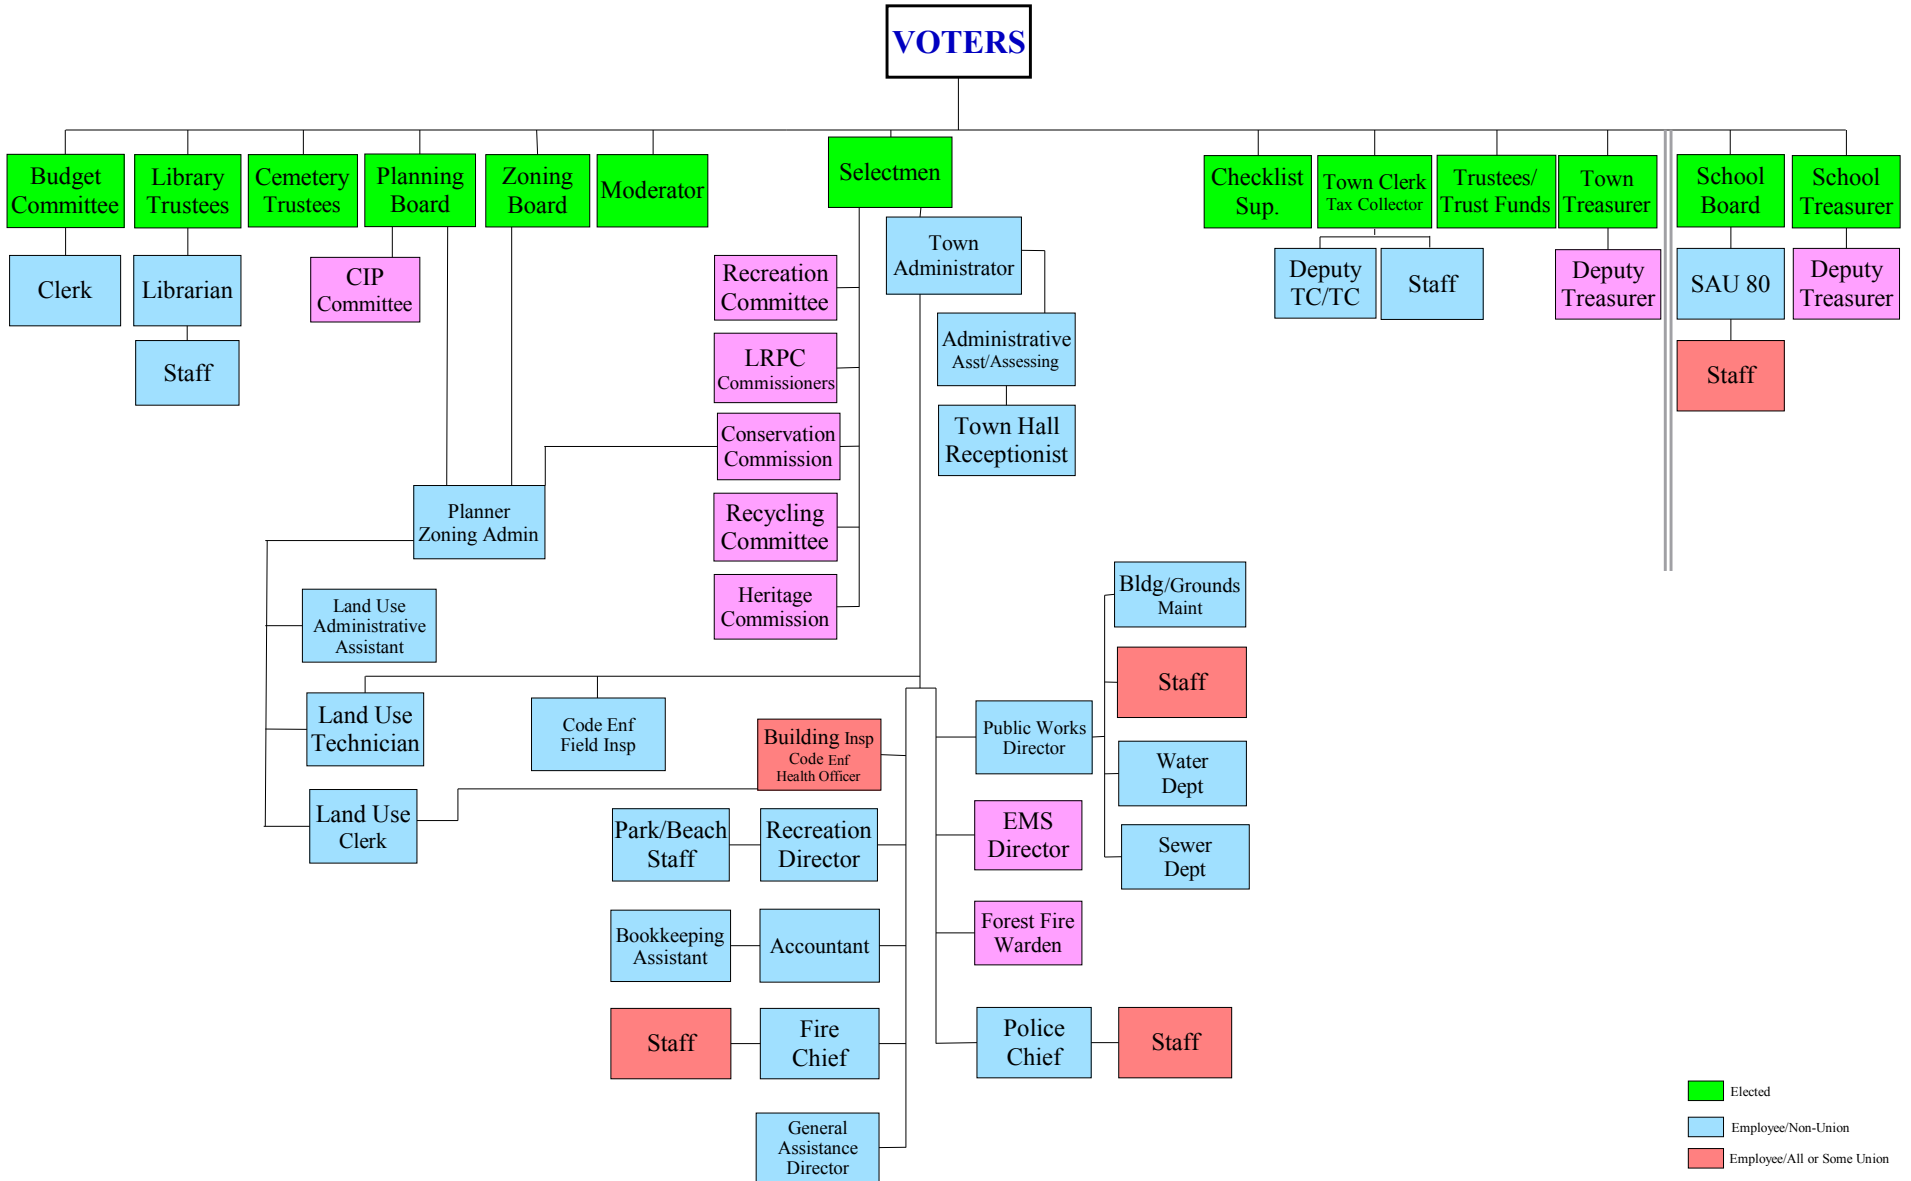 VOTERS
Budget
Committee
Library
Trustees
Cemetery
Trustees
Planning
Board
Zoning
Board
Moderator
Selectmen
Checklist
Sup.
Town Clerk
Tax Collector
Trustees/
Trust Funds
Town
Treasurer
School
Board
School
Treasurer
Clerk
Librarian
Staff
CIP
Committee
Town
Administrator
Recreation
Committee
LRPC
Commissioners
Conservation
Commission
Recycling
Committee
Heritage
Commission
Administrative
Asst/Assessing
Town Hall
Receptionist
Deputy
TC/TC
Staff
Deputy
Treasurer
SAU 80
Staff
Deputy
Treasurer
Planner
Zoning Admin
Land Use
Administrative
Assistant
Land Use
Technician
Land Use
Clerk
Code Enf
Field Insp
Building Insp
Code Enf
Health Officer
Park/Beach
Staff
Recreation
Director
Bookkeeping
Assistant
Accountant
Staff
Fire
Chief
General
Assistance
Director
Public Works
Director
EMS
Director
Forest Fire
Warden
Police
Chief
Staff
Bldg/Grounds
Maint
Staff
Water
Dept
Sewer
Dept
Elected
Employee/Non-Union
Employee/All or Some Union